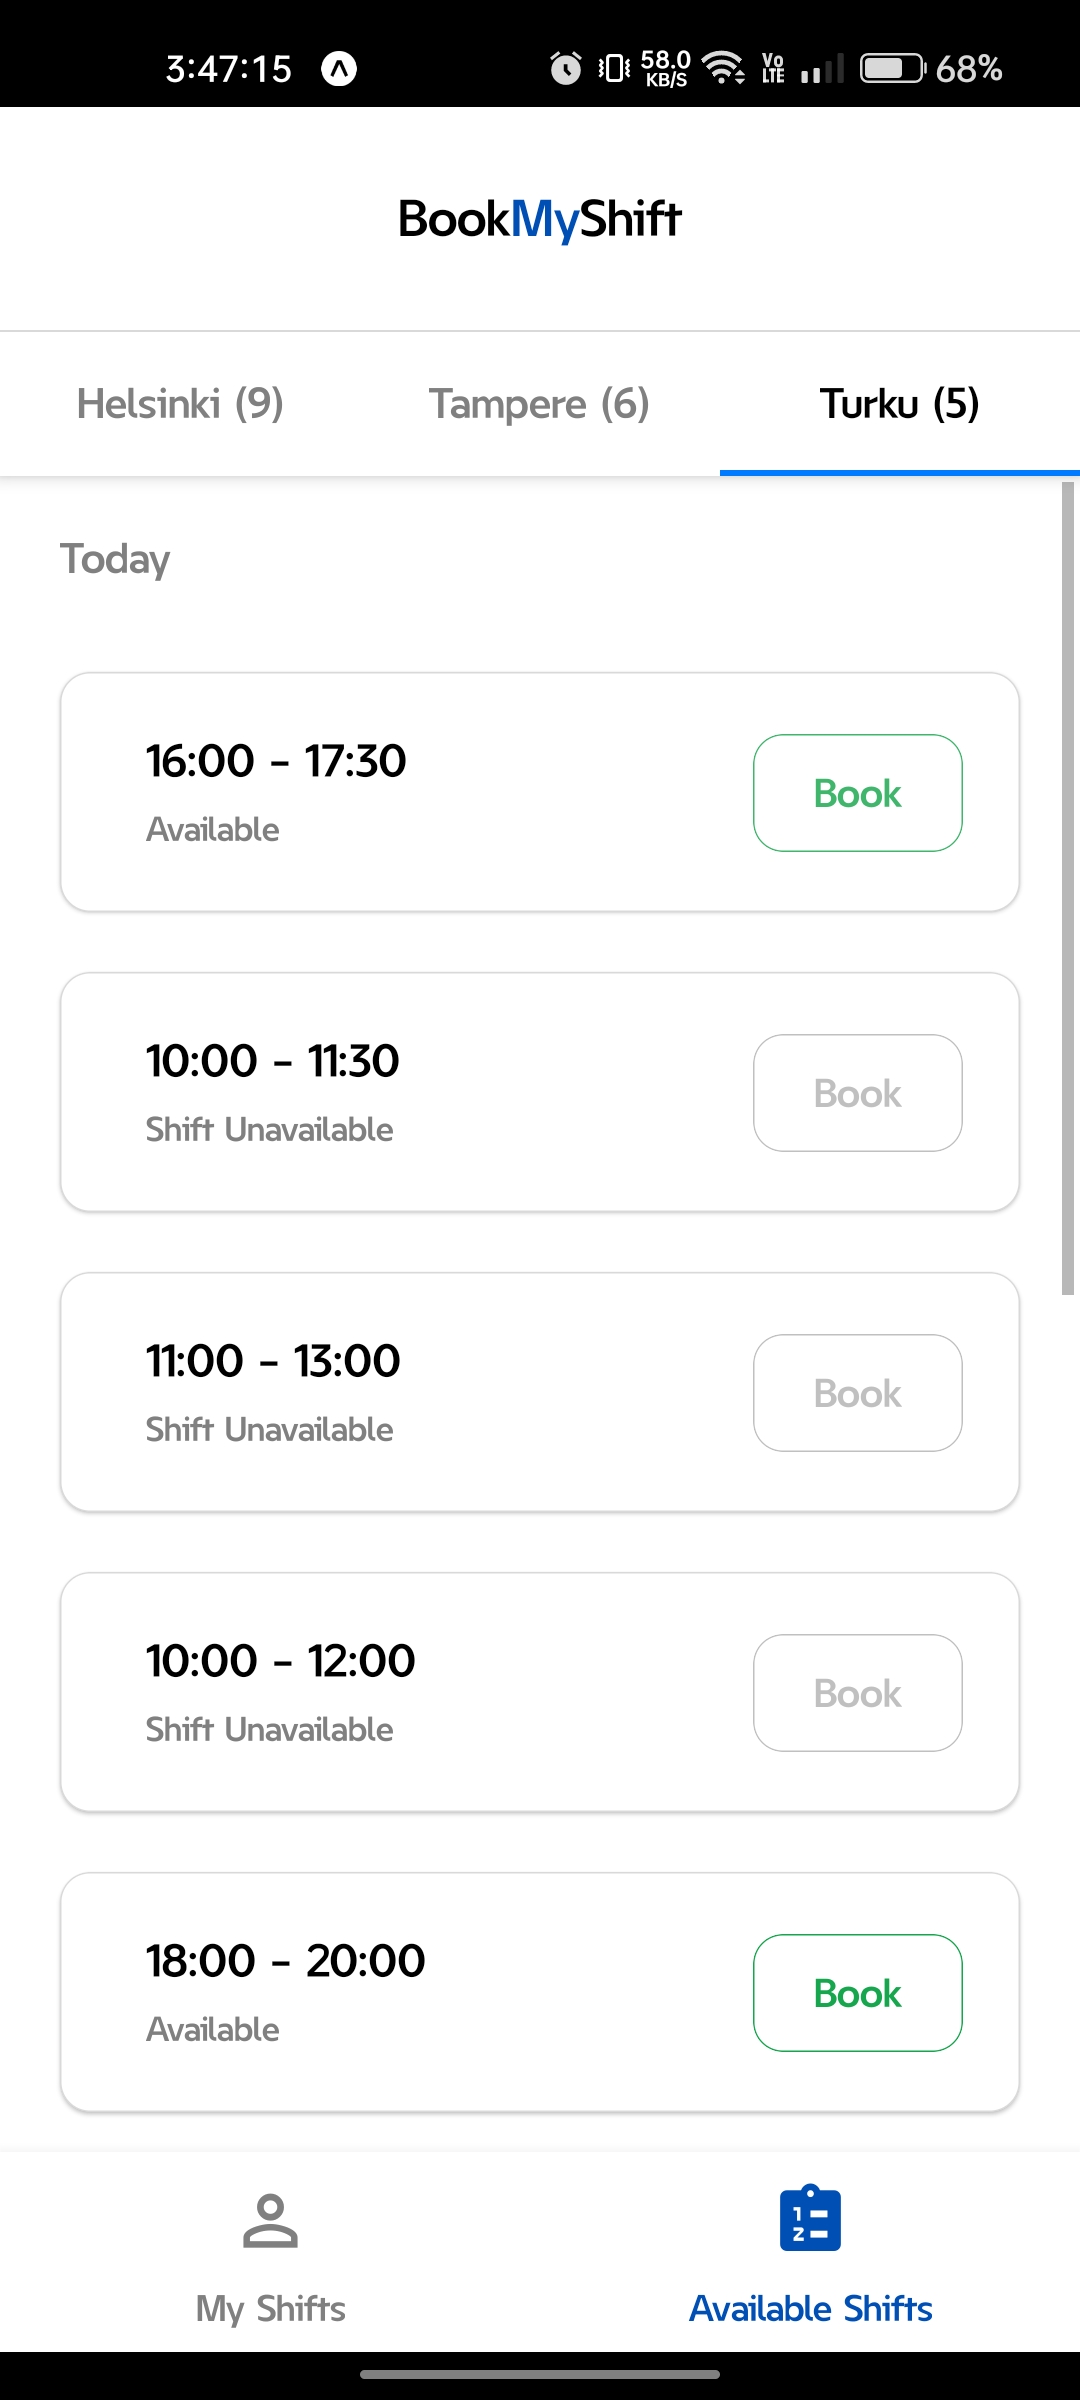 3:47:15 58.0 KB/S Vo LTE 68%
BookMyShift
Helsinki (9) Tampere (6) Turku (5)
Today
16:00 - 17:30
Available
Book
10:00 - 11:30
Shift Unavailable
Book
11:00 - 13:00
Shift Unavailable
Book
10:00 - 12:00
Shift Unavailable
Book
18:00 - 20:00
Available
Book
My Shifts
Available Shifts